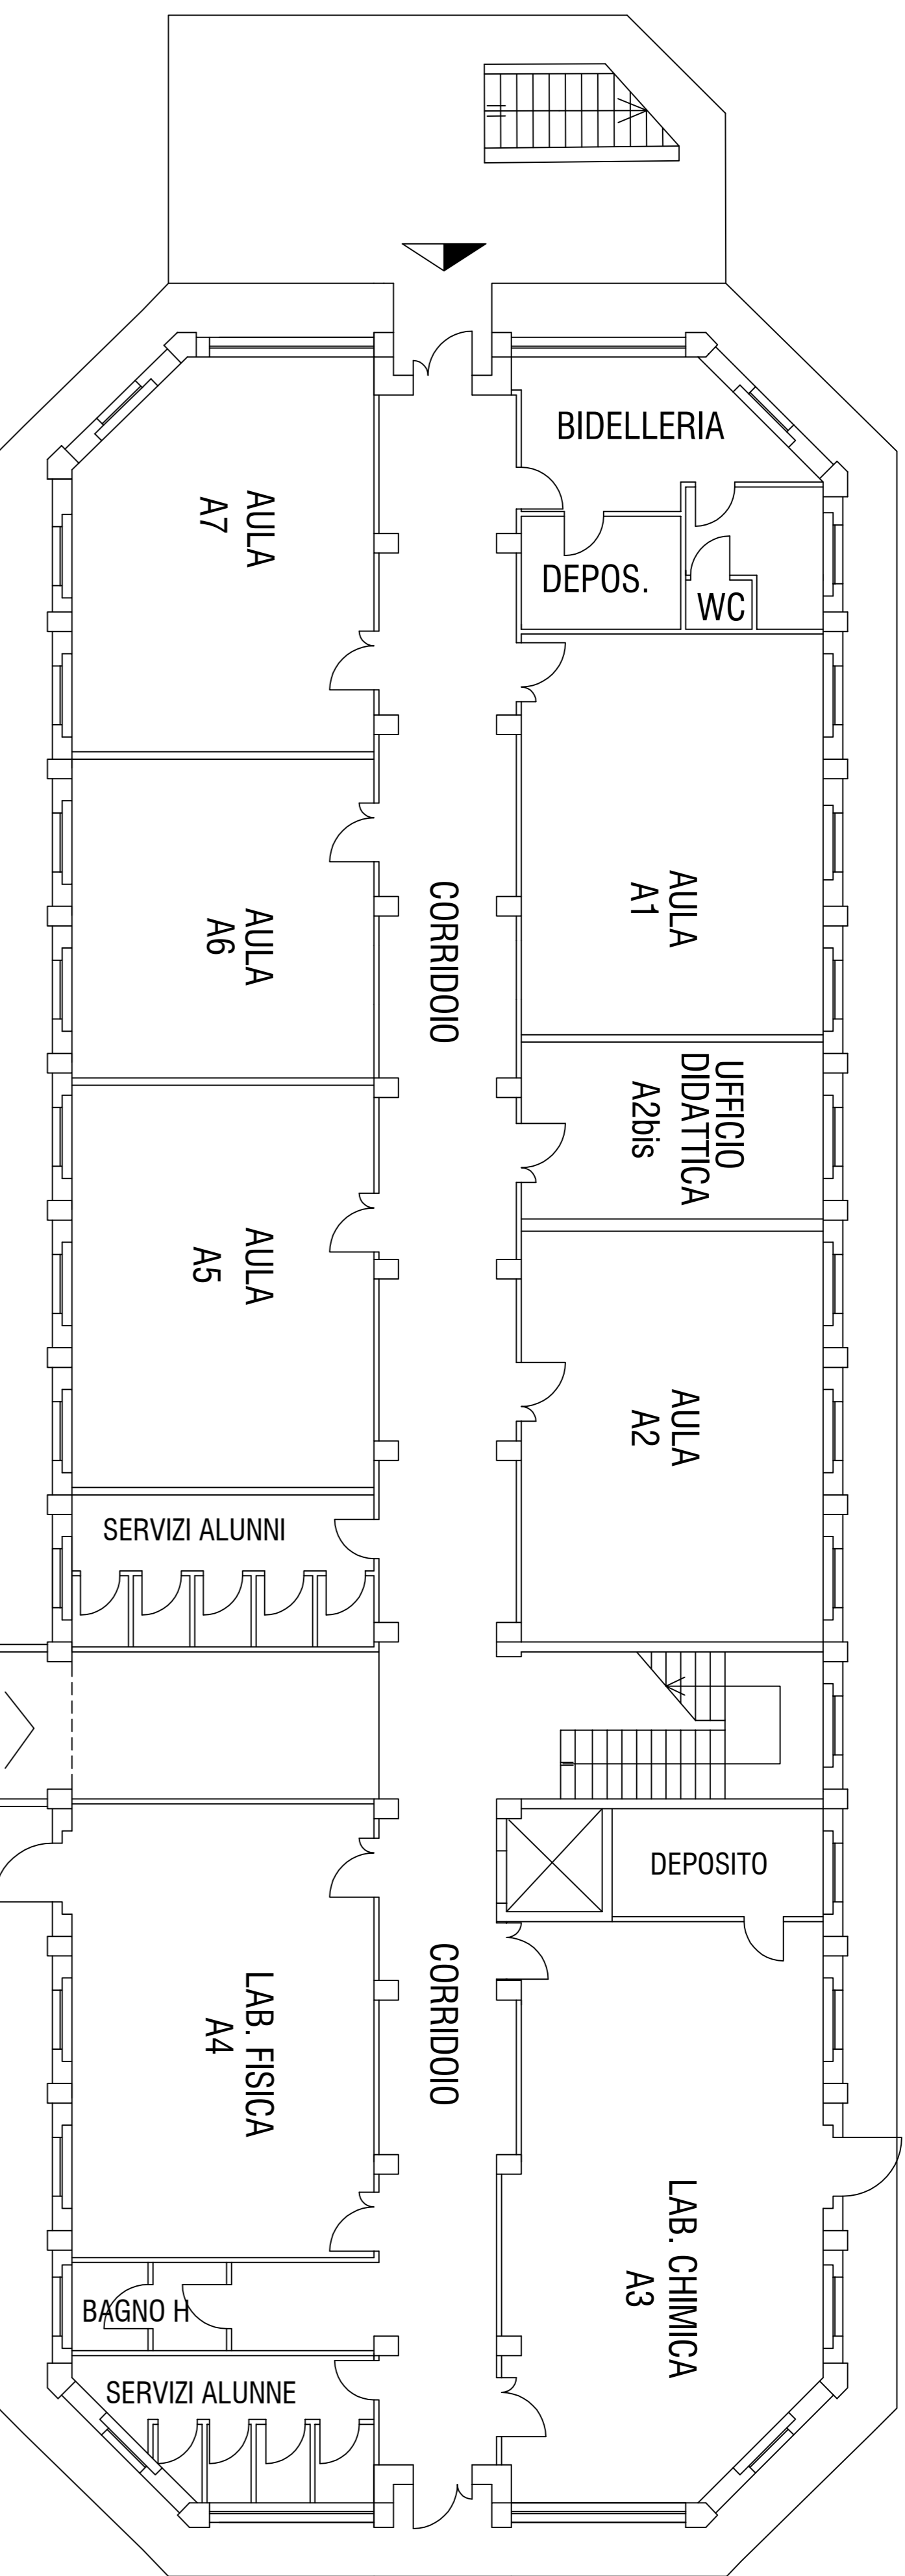 BIDELLERIA
AULA
A7
DEPOS.
WC
AULA
A1
CORRIDOIO
AULA
A6
UFFICIO
DIDATTICA
A2bis
AULA
A5
AULA
A2
SERVIZI ALUNNI
DEPOSITO
CORRIDOIO
LAB. FISICA
A4
LAB. CHIMICA
A3
BAGNO H
SERVIZI ALUNNE